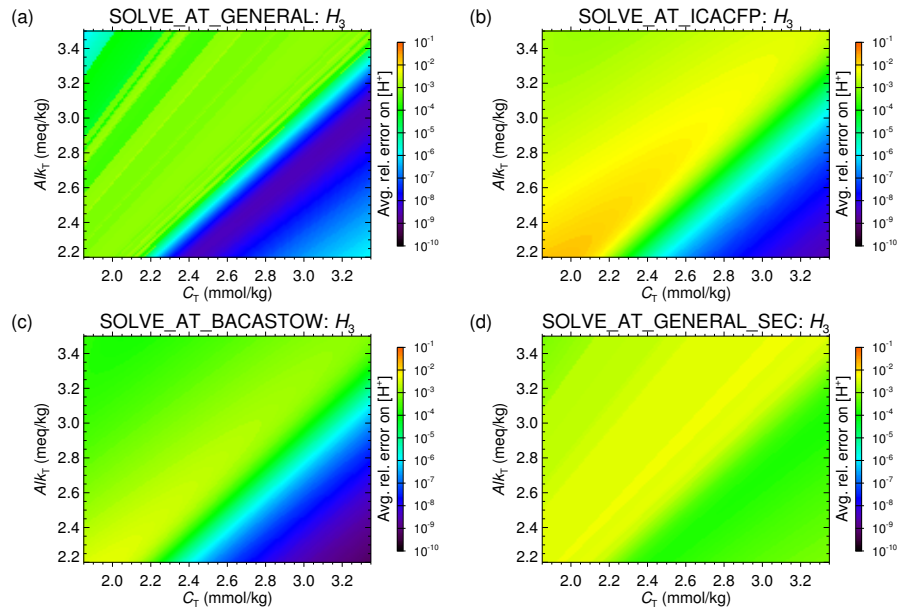 (a)
SOLVE_AT_GENERAL: H3
3.4
3.2
3.0
2.8
2.6
2.4
2.2
AlkT (meq/kg)
2.0 2.2 2.4 2.6 2.8 3.0 3.2
CT (mmol/kg)
Avg. rel. error on [H+]
10-1
10-2
10-3
10-4
10-5
10-6
10-7
10-8
10-9
10-10
(b)
SOLVE_AT_ICACFP: H3
3.4
3.2
3.0
2.8
2.6
2.4
2.2
AlkT (meq/kg)
2.0 2.2 2.4 2.6 2.8 3.0 3.2
CT (mmol/kg)
Avg. rel. error on [H+]
10-1
10-2
10-3
10-4
10-5
10-6
10-7
10-8
10-9
10-10
(c)
SOLVE_AT_BACASTOW: H3
3.4
3.2
3.0
2.8
2.6
2.4
2.2
AlkT (meq/kg)
2.0 2.2 2.4 2.6 2.8 3.0 3.2
CT (mmol/kg)
Avg. rel. error on [H+]
10-1
10-2
10-3
10-4
10-5
10-6
10-7
10-8
10-9
10-10
(d)
SOLVE_AT_GENERAL_SEC: H3
3.4
3.2
3.0
2.8
2.6
2.4
2.2
AlkT (meq/kg)
2.0 2.2 2.4 2.6 2.8 3.0 3.2
CT (mmol/kg)
Avg. rel. error on [H+]
10-1
10-2
10-3
10-4
10-5
10-6
10-7
10-8
10-9
10-10